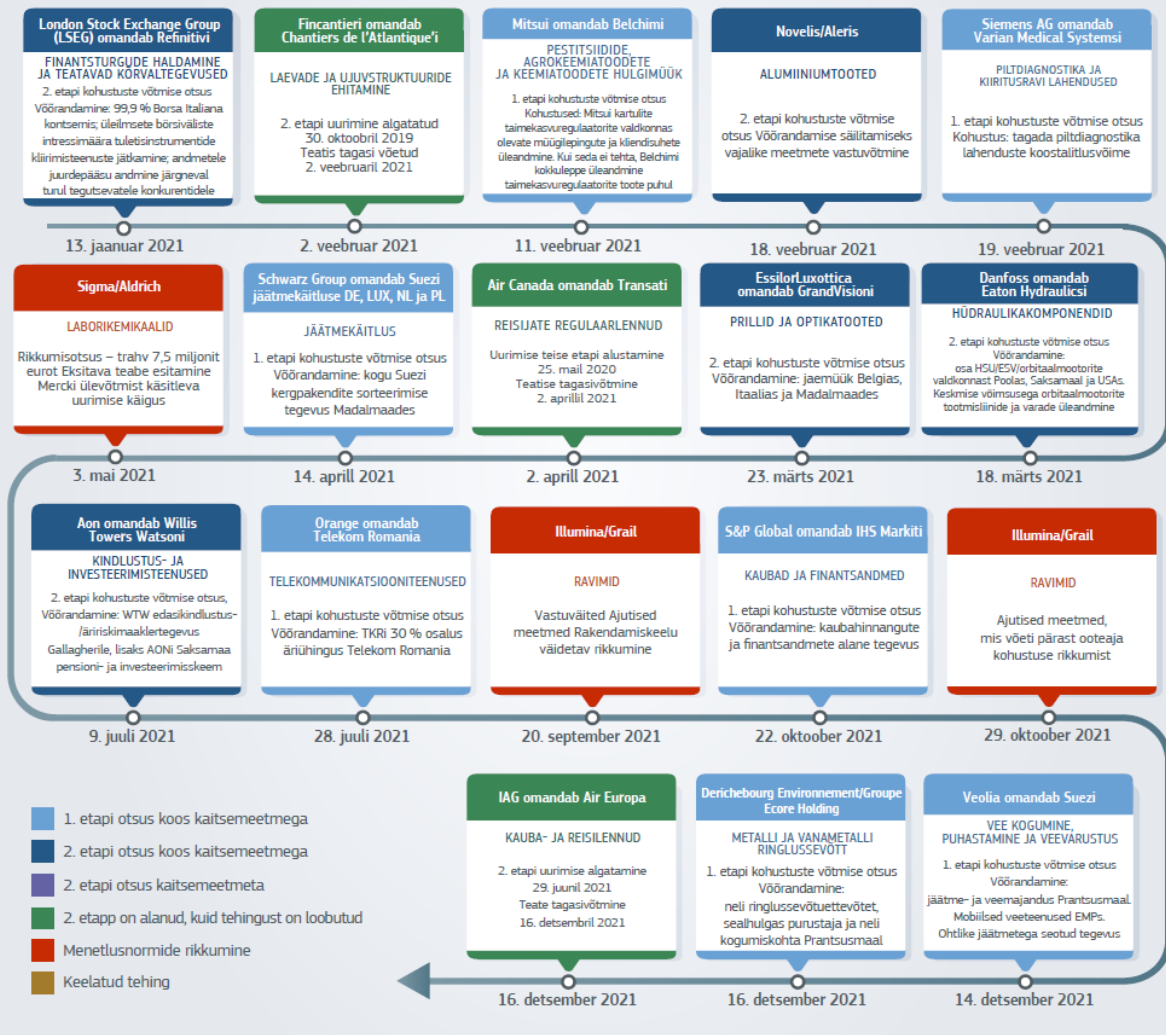 London Stock Exchange Group
(LSEG) omandab Refinitivi
FINANTSTURGUDE HALDAMINE
JA TEATAVAD KÕRVALTEGEVUSED
2. etapi kohustuste võtmise otsus
Võõrandamine: 99,9 % Borsa Italiana
kontsernis; üleilmsete börsiväliste
intressimäära tuletisinstrumentide
kliirimisteenuste jätkamine; andmetele
juurdepääsu andmine järgneval
turul tegutsevatele konkurentidele
13. jaanuar 2021
Fincantieri omandab
Chantiers de l'Atlantique'i
LAEVADE JA UJUVSTRUKTUURIDE
EHITAMINE
2. etapi uurimine algatatud
30. oktoobril 2019
Teatis tagasi võetud
2. veebruaril 2021
2. veebruar 2021
Mitsui omandab Belchimi
PESTITSIIDIDE,
AGROKEEMIATOODETE
JA KEEMIATOODETE HULGIMÜÜK
1. etapi kohustuste võtmise otsus
Kohustused: Mitsui kartulite
taimekasvuregulaatorite valdkonnas
olevate müügilepingute ja kliendisuhete
üleandmine. Kui seda ei tehta, Belchimi
kokkuleppe üleandmine
taimekasvuregulaatorite toote puhul
11. veebruar 2021
Novelis/Aleris
ALUMIINIUMTOOTED
2. etapi kohustuste võtmise
otsus Võõrandamise säilitamiseks
vajalike meetmete vastuvõtmine
18. veebruar 2021
Siemens AG omandab
Varian Medical Systemsi
PILTDIAGNOSTIKA JA
KIIRITUSRAVI LAHENDUSED
1. etapi kohustuste võtmise otsus
Kohustus: tagada piltdiagnostika
lahenduste koostalitlusvõime
19. veebruar 2021
Sigma/Aldrich
LABORIKEMIKAALID
Rikkumisotsus – trahv 7,5 miljonit
eurot Eksitava teabe esitamine
Mercki ülevõtmist käsitleva
uurimise käigus
3. mai 2021
Schwarz Group omandab Suezi
jäätmekäitluse DE, LUX, NL ja PL
JÄÄTMEKÄITLUS
1. etapi kohustuste võtmise otsus
Võõrandamine: kogu Suezi
kergpakendite sorteerimise
tegevus Madalmaades
14. aprill 2021
Air Canada omandab Transati
REISIJATE REGULAARLENNUD
Uurimise teise etapi alustamine
25. mail 2020
Teatise tagasivõtmine
2. aprillil 2021
2. aprill 2021
EssilorLuxottica
omandab GrandVisioni
PRILLID JA OPTIKATOOTED
2. etapi kohustuste võtmise otsus
Võõrandamine: jaemüük Belgias,
Itaalias ja Madalmaades
23. märts 2021
Danfoss omandab
Eaton Hydraulicsi
HÜDRAULIKAKOMPONENDID
2. etapi kohustuste võtmise otsus
Võõrandamine:
osa HSU/ESV/orbitaalmootorite
valdkonnast Poolas, Saksamaal ja USAs.
Keskmise võimsusega orbitaalmootorite
tootmisliinide ja varade üleandmine
18. märts 2021
Aon omandab Willis
Towers Watsoni
KINDLUSTUS- JA
INVESTEERIMISTEENUSED
2. etapi kohustuste võtmise otsus,
Võõrandamine: WTW edasikindlustus-
/äririskimaaklertegevus
Gallagherile, lisaks AONi Saksamaa
pensioni- ja investeerimisskeem
9. juuli 2021
Orange omandab
Telekom Romania
TELEKOMMUNIKATSIOONITEENUSED
1. etapi kohustuste võtmise otsus
Võõrandamine: TKRi 30 % osalus
äriühingus Telekom Romania
28. juuli 2021
Illumina/Grail
RAVIMID
Vastuväited Ajutised
meetmed Rakendamiskeelu
väidetav rikkumine
20. september 2021
S&P Global omandab IHS Markiti
KAUBAD JA FINANTSANDMED
1. etapi kohustuste võtmise otsus
Võõrandamine: kaubahinnangute
ja finantsandmete alane tegevus
22. oktoober 2021
Illumina/Grail
RAVIMID
Ajutised meetmed,
mis võeti pärast ooteaja
kohustuse rikkumist
29. oktoober 2021
1. etapi otsus koos kaitsemeetmega
2. etapi otsus koos kaitsemeetmega
2. etapi otsus kaitsemeetmeta
2. etapp on alanud, kuid tehingust on loobutud
Menetlusnormide rikkumine
Keelatud tehing
IAG omandab Air Europa
KAUBA- JA REISILENNUD
2. etapi uurimise algatamine
29. juunil 2021
Teate tagasivõtmine
16. detsembril 2021
16. detsember 2021
Derichebourg Environnement/Groupe
Ecore Holding
METALLI JA VANAMETALLI
RINGLUSSEVÕTT
1. etapi kohustuste võtmise otsus
Võõrandamine:
neli ringlussevõtuettevõtet,
sealhulgas purustaja ja neli
kogumiskohta Prantsusmaal
16. detsember 2021
Veolia omandab Suezi
VEE KOGUMINE,
PUHASTAMINE JA VEEVARUSTUS
1. etapi kohustuste võtmise otsus
Võõrandamine:
jäätme- ja veemajandus Prantsusmaal.
Mobiilsed veeteenused EMPs.
Ohtlike jäätmetega seotud tegevus
14. detsember 2021